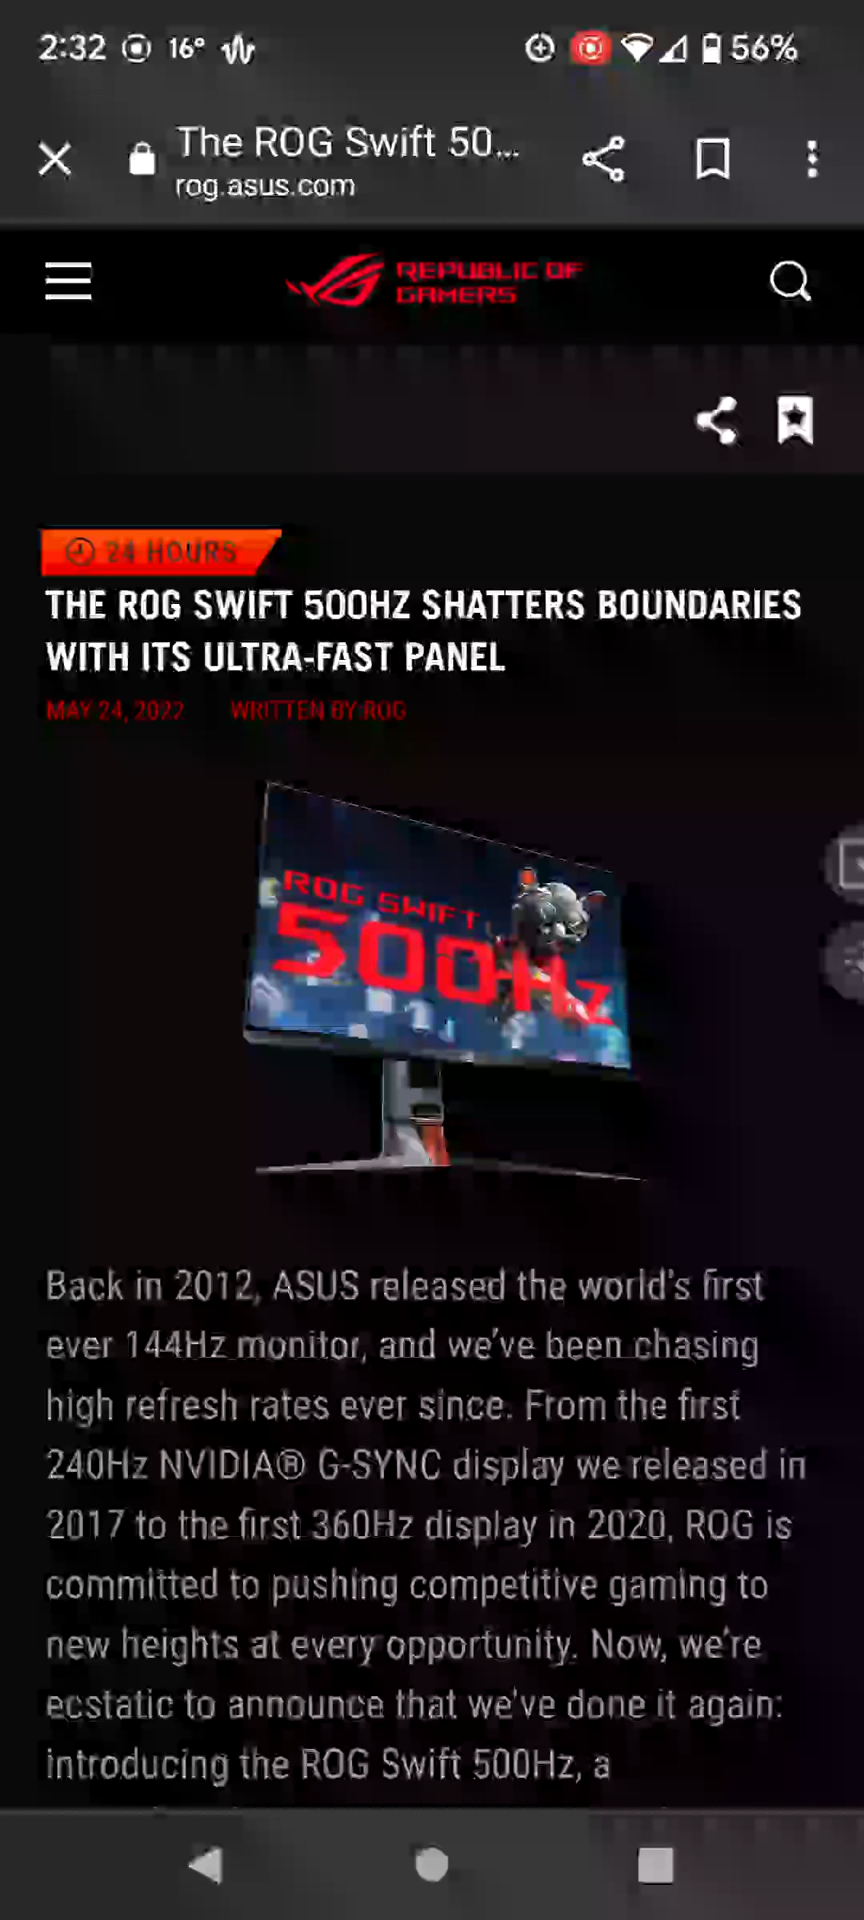 2:32 16° 56%
The ROG Swift 50...
rog.asus.com
REPUBLIC OF
GAMERS
24 HOURS
THE ROG SWIFT 500HZ SHATTERS BOUNDARIES
WITH ITS ULTRA-FAST PANEL
MAY 24, 2022 WRITTEN BY ROG
ROG SWIFT
500Hz
Back in 2012, ASUS released the world's first
ever 144Hz monitor, and we've been chasing
high refresh rates ever since. From the first
240Hz NVIDIA® G-SYNC display we released in
2017 to the first 360Hz display in 2020, ROG is
committed to pushing competitive gaming to
new heights at every opportunity. Now, we're
ecstatic to announce that we've done it again:
introducing the ROG Swift 500Hz, a